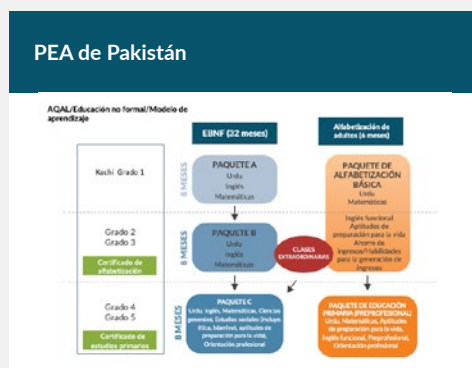 PEA de Pakistán
AQAL/Educación no formal/Modelo de
aprendizaje
EBNF (32 meses)
Alfabetización de
adultos (6 meses)
Kachi Grado 1
8 MESES
PAQUETE A
Urdu
Inglés
Matemáticas
PAQUETE DE
ALFABETIZACIÓN
BÁSICA
Urdu
Matemáticas
Inglés funcional
Aptitudes de
preparación para la vida
Ahorro de
ingresos/Habilidades
para la generación de
ingresos
Grado 2
Grado 3
Certificado de
alfabetización
8 MESES
PAQUETE B
Urdu
Inglés
Matemáticas
CLASES
EXTRAORDINARIAS
Grado 4
Grado 5
Certificado de
estudios primarios
8 MESES
PAQUETE C
Urdu, Inglés, Matemáticas, Ciencias
generales, Estudios sociales (incluye
ética, Islamiyat, aptitudes de
preparación para la vida),
Orientación profesional
PAQUETE DE EDUCACIÓN
PRIMARIA (PREPROFESIONAL)
Urdu, Matemáticas, Aptitudes
de preparación para la vida,
Inglés funcional, Preprofesional,
Orientación profesional